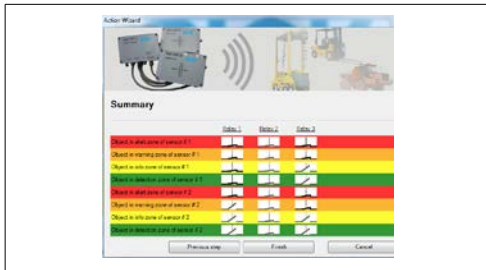 Action Wizard
Summary
Relay 1 Relay 2 Relay 3
Object in alert zone of sensor # 1
Object in warning zone of sensor # 1
Object in info zone of sensor # 1
Object in detection zone of sensor # 1
Object in alert zone of sensor # 2
Object in warning zone of sensor # 2
Object in info zone of sensor # 2
Object in detection zone of sensor # 2
Previous step Finish Cancel